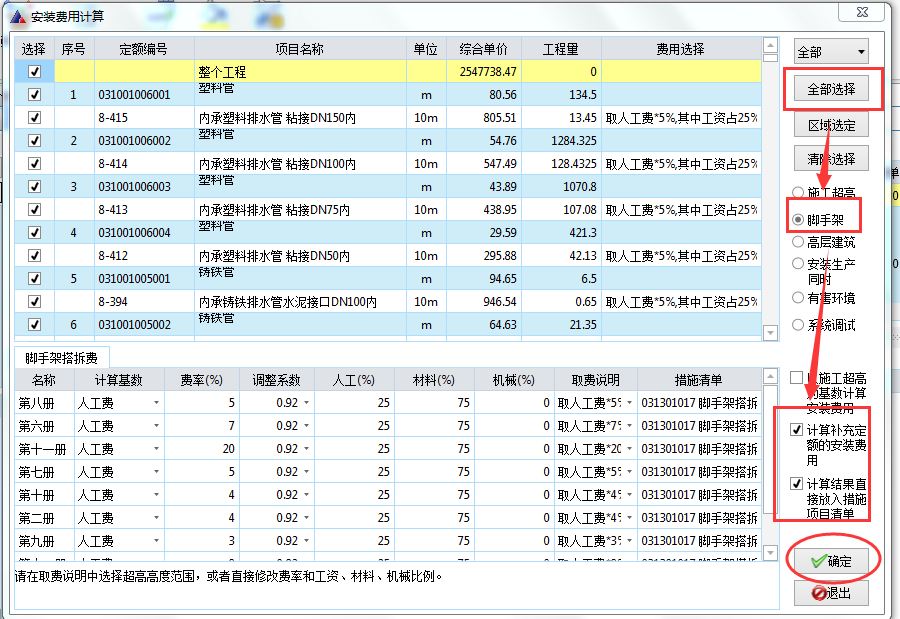 安装费用计算
选择 序号 定额编号 项目名称 单位 综合单价 工程量 费用选择
整个工程 2547738.47 0
1 031001006001 塑料管 m 80.56 134.5
8-415 内承塑料排水管 粘接DN150内 10m 805.51 13.45 取人工费*5%,其中工资占25%
2 031001006002 塑料管 m 54.76 1284.325
8-414 内承塑料排水管 粘接DN100内 10m 547.49 128.4325 取人工费*5%,其中工资占25%
3 031001006003 塑料管 m 43.89 1070.8
8-413 内承塑料排水管 粘接DN75内 10m 438.95 107.08 取人工费*5%,其中工资占25%
4 031001006004 塑料管 m 29.59 421.3
8-412 内承塑料排水管 粘接DN50内 10m 295.88 42.13 取人工费*5%,其中工资占25%
5 031001005001 铸铁管 m 94.65 6.5
8-394 内承铸铁排水管水泥接口DN100内 10m 946.54 0.65 取人工费*5%,其中工资占25%
6 031001005002 铸铁管 m 64.63 21.35
全部
全部选择
区域选定
清除选择
施工超高
脚手架
高层建筑
安装生产
同时
有害环境
系统调试
以施工超高
为基数计算
安装费用
计算补充定
额的安装费
用
计算结果直
接放入措施
项目清单
确定
退出
脚手架搭拆费
名称 计算基数 费率(%) 调整系数 人工(%) 材料(%) 机械(%) 取费说明 措施清单
第八册 人工费 5 0.92 25 75 0 取人工费*5% 031301017 脚手架搭拆
第六册 人工费 7 0.92 25 75 0 取人工费*7% 031301017 脚手架搭拆
第十一册 人工费 20 0.92 25 75 0 取人工费*20 031301017 脚手架搭拆
第七册 人工费 5 0.92 25 75 0 取人工费*5% 031301017 脚手架搭拆
第十册 人工费 4 0.92 25 75 0 取人工费*4% 031301017 脚手架搭拆
第二册 人工费 4 0.92 25 75 0 取人工费*4% 031301017 脚手架搭拆
第九册 人工费 3 0.92 25 75 0 取人工费*3% 031301017 脚手架搭拆
请在取费说明中选择超高高度范围，或者直接修改费率和工资、材料、机械比例。